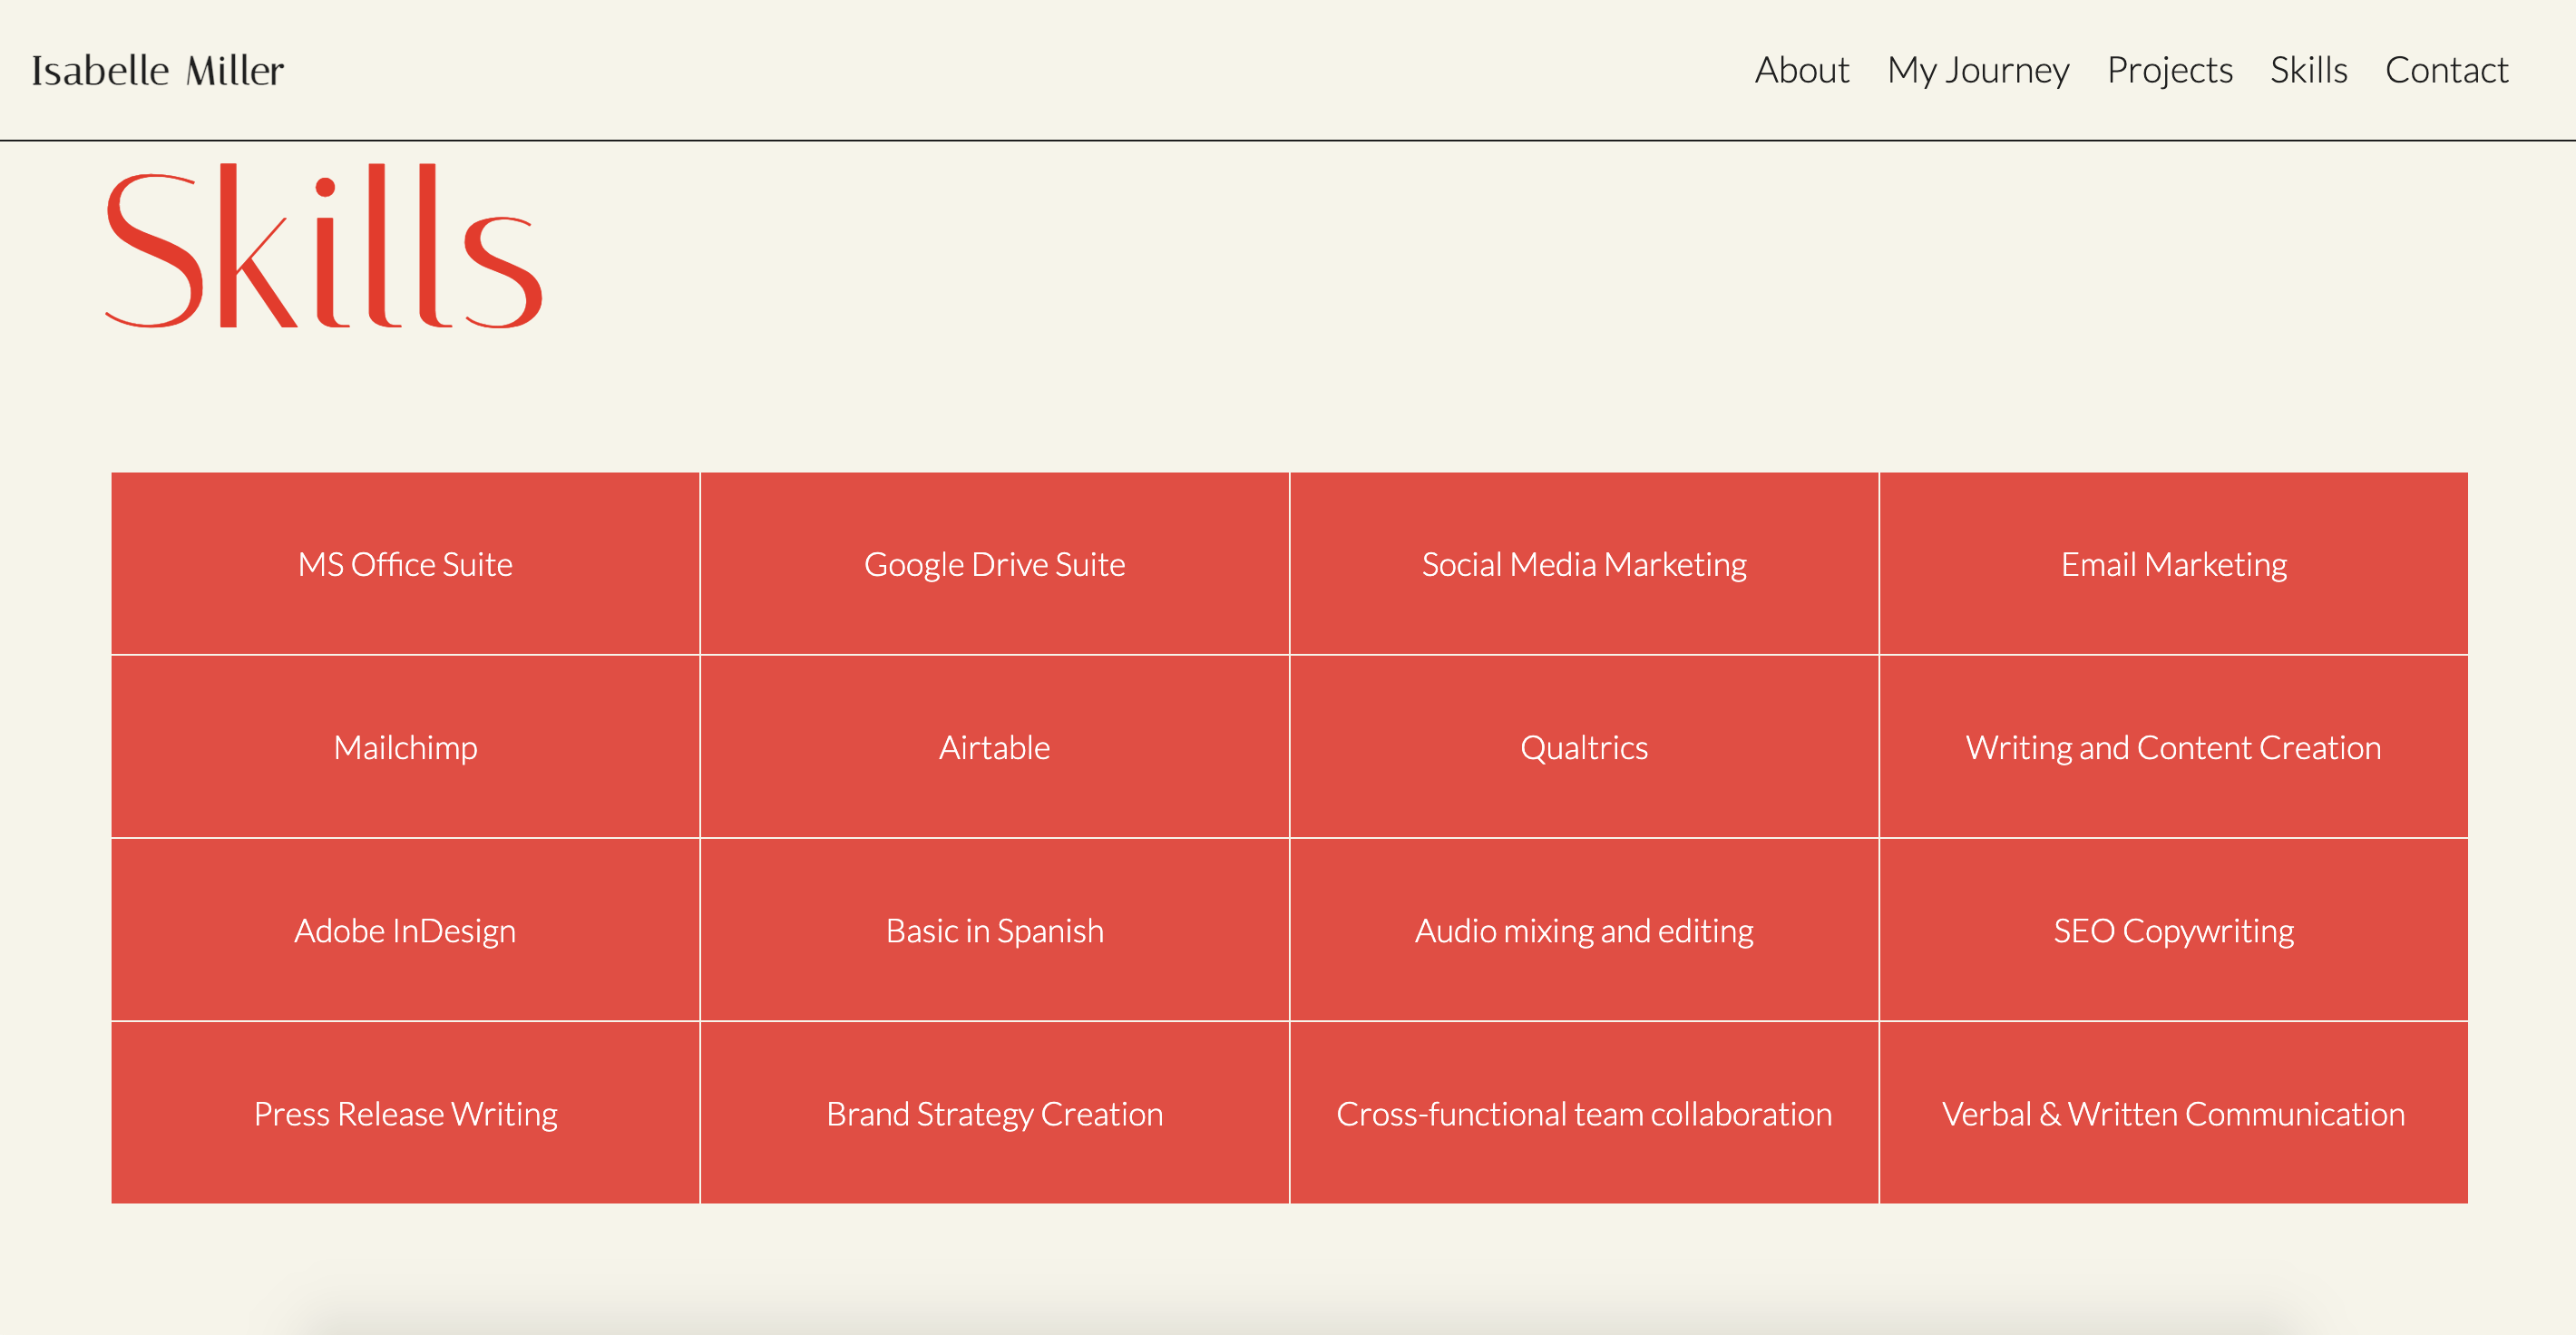 Isabelle Miller
About My Journey Projects Skills Contact
Skills
MS Office Suite
Google Drive Suite
Social Media Marketing
Email Marketing
Mailchimp
Airtable
Qualtrics
Writing and Content Creation
Adobe InDesign
Basic in Spanish
Audio mixing and editing
SEO Copywriting
Press Release Writing
Brand Strategy Creation
Cross-functional team collaboration
Verbal & Written Communication